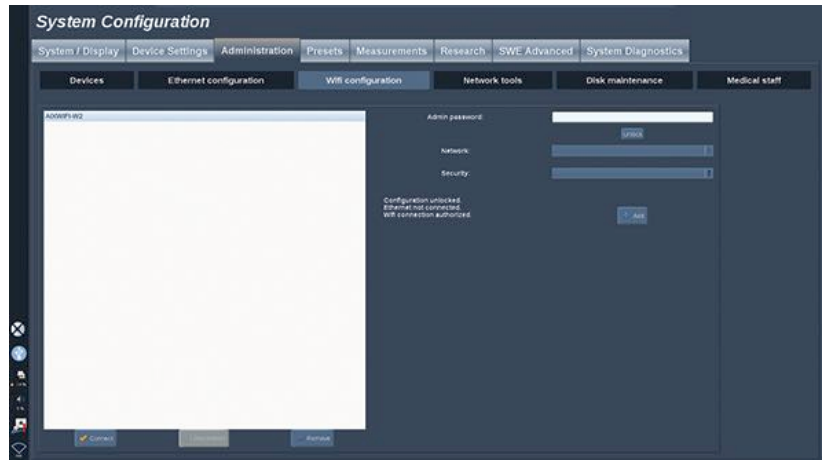 System Configuration
System / Display Device Settings Administration Presets Measurements Research SWE Advanced System Diagnostics
Devices Ethernet configuration Wifi configuration Network tools Disk maintenance Medical staff
Admin password:
Unlock
Network:
Security:
Configuration unlocked.
Ethernet not connected.
Wifi connection authorized.
Add
Connect Remove